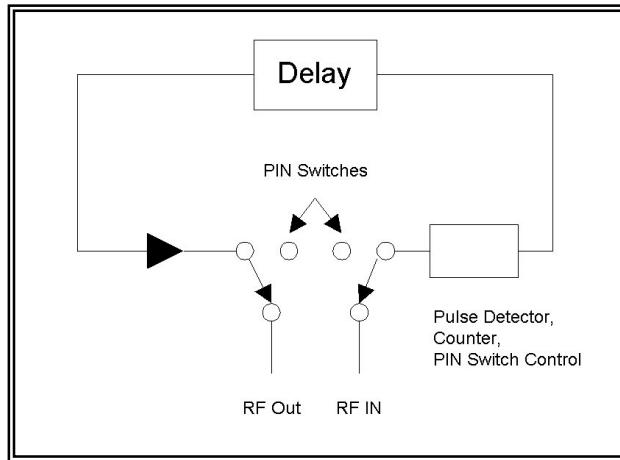 Delay
PIN Switches
Pulse Detector,
Counter,
PIN Switch Control
RF Out
RF IN